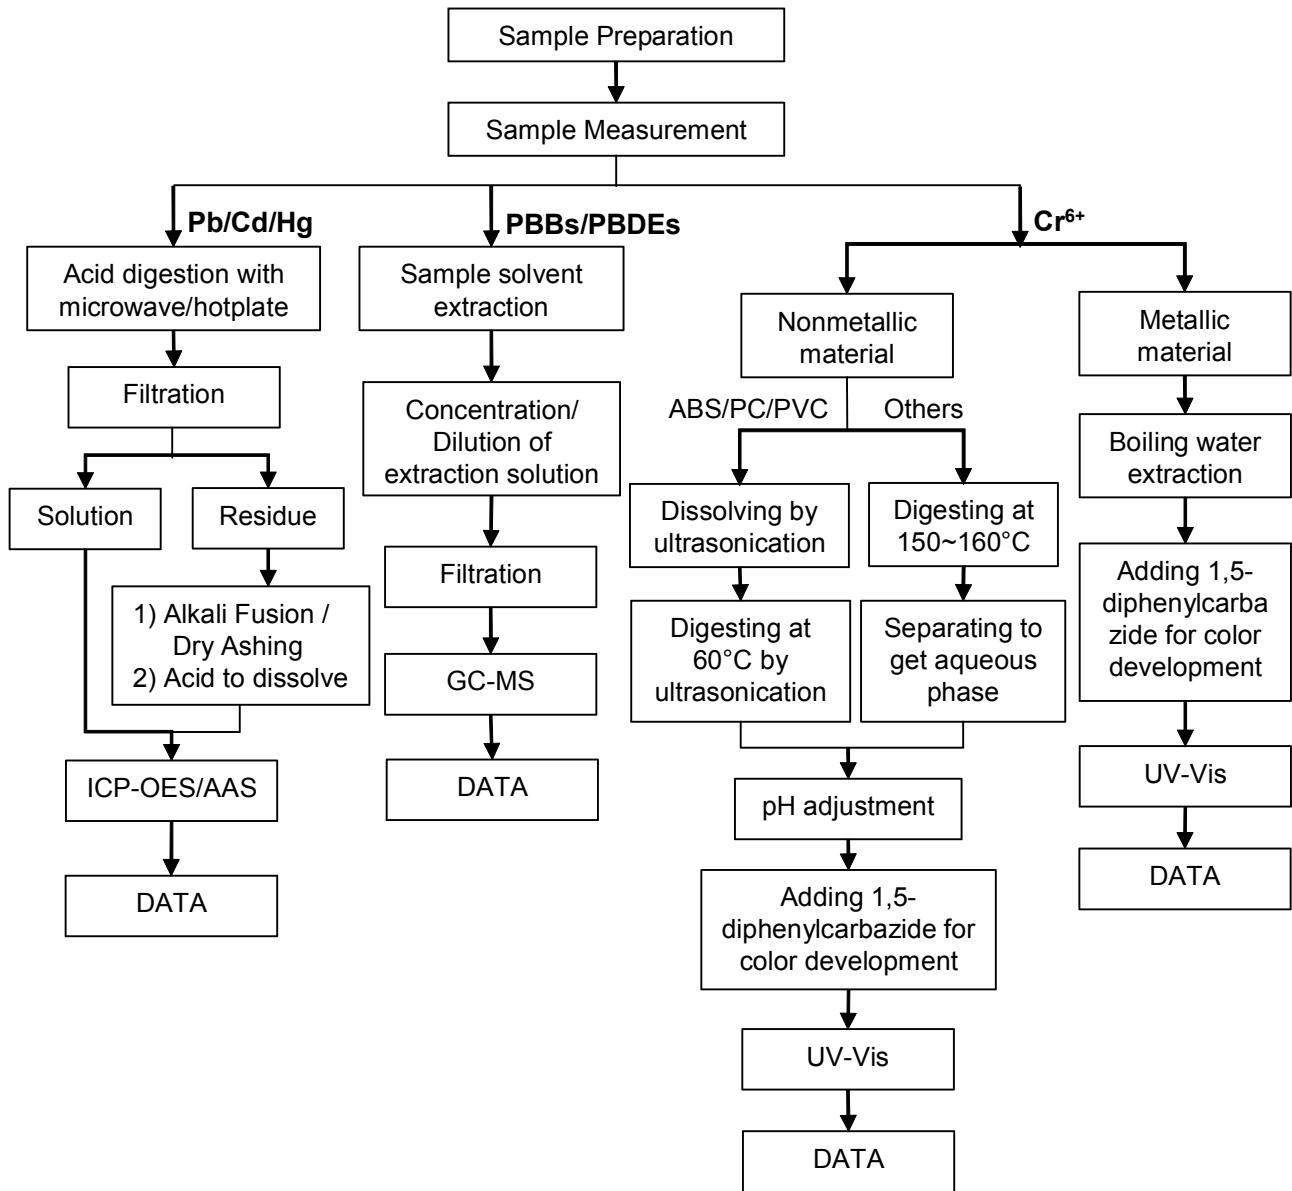 Sample Preparation
Sample Measurement
Pb/Cd/Hg
Acid digestion with
microwave/hotplate
Filtration
Solution
Residue
1) Alkali Fusion /
Dry Ashing
2) Acid to dissolve
ICP-OES/AAS
DATA
PBBs/PBDEs
Sample solvent
extraction
Concentration/
Dilution of
extraction solution
Filtration
GC-MS
DATA
Cr⁶⁺
Nonmetallic
material
ABS/PC/PVC
Others
Dissolving by
ultrasonication
Digesting at
60°C by
ultrasonication
Digesting at
150~160°C
Separating to
get aqueous
phase
pH adjustment
Adding 1,5-
diphenylcarbazide for
color development
UV-Vis
DATA
Metallic
material
Boiling water
extraction
Adding 1,5-
diphenylcarba
zide for color
development
UV-Vis
DATA